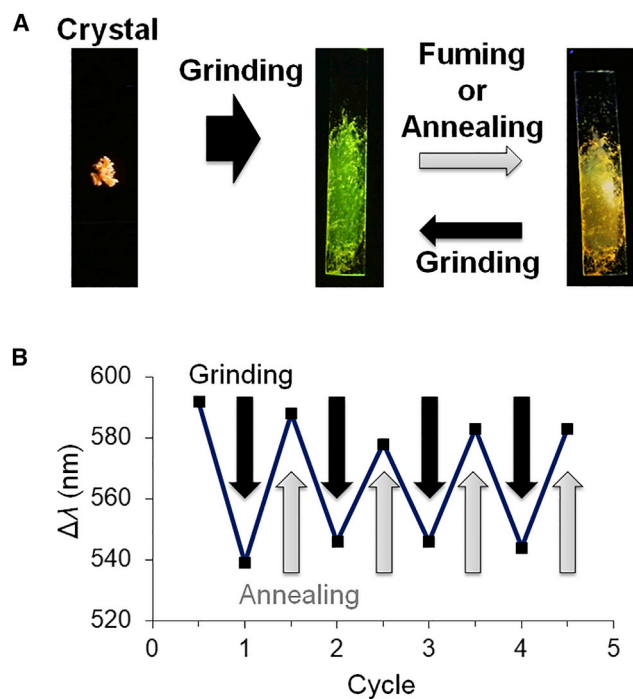 A
Crystal
Grinding
Fuming
or
Annealing
Grinding
B
600
580
560
540
520
Δλ (nm)
Grinding
Annealing
0
1
2
3
4
5
Cycle